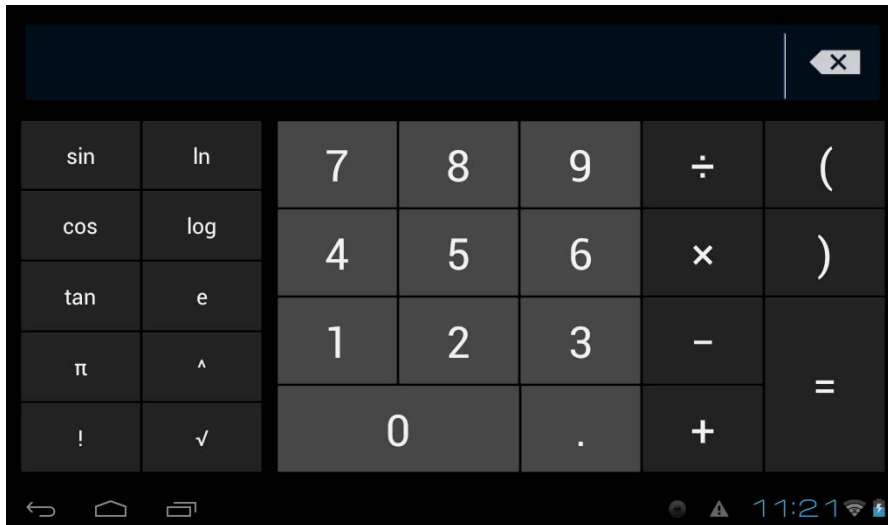 sin ln 7 8 9 ÷ (
cos log 4 5 6 × )
tan e 1 2 3 − =
π ^ 0 . +
! √
11:21